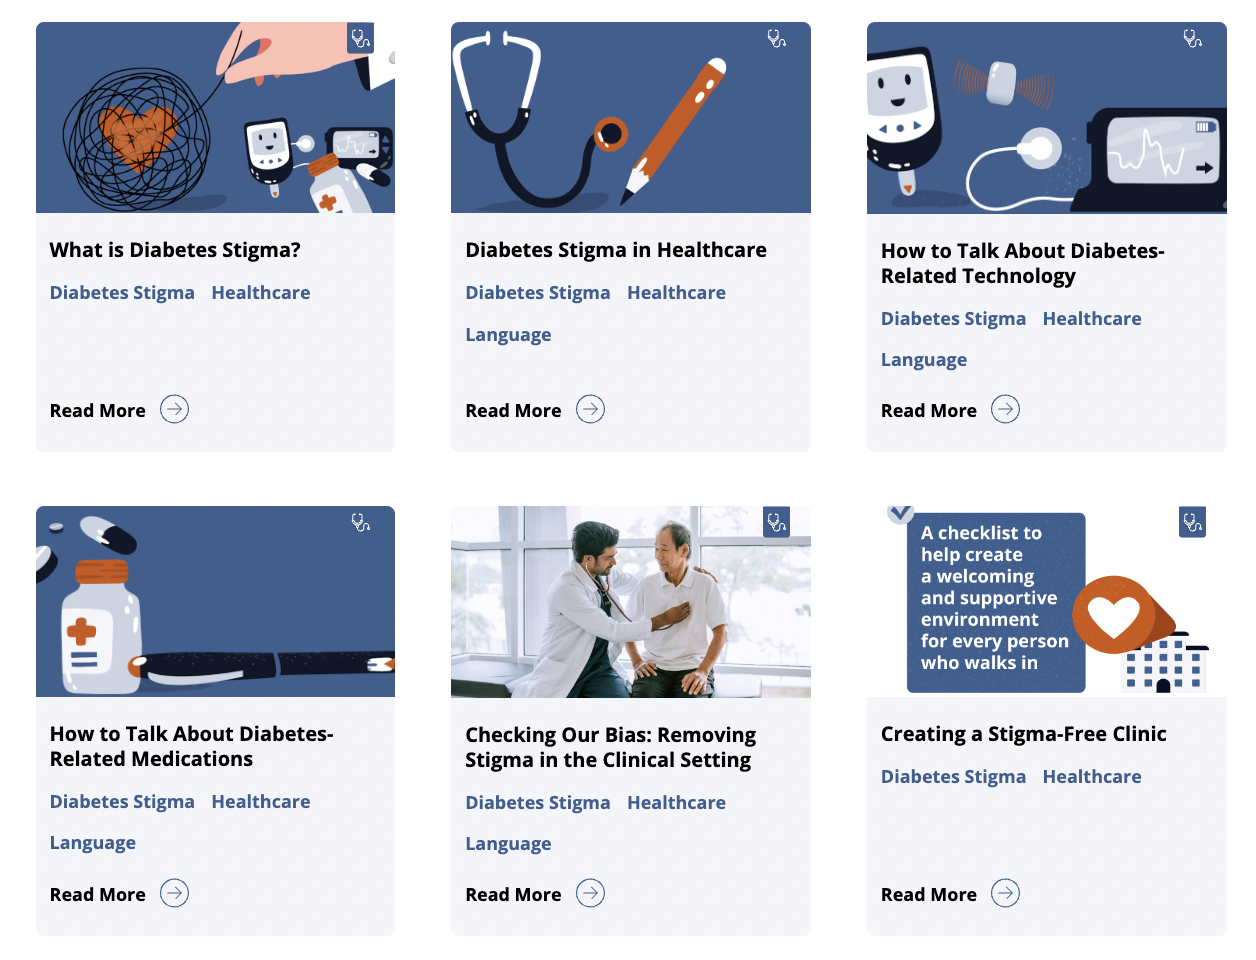 What is Diabetes Stigma?
Diabetes Stigma Healthcare
Read More
Diabetes Stigma in Healthcare
Diabetes Stigma Healthcare
Language
Read More
How to Talk About Diabetes-
Related Technology
Diabetes Stigma Healthcare
Language
Read More
How to Talk About Diabetes-
Related Medications
Diabetes Stigma Healthcare
Language
Read More
Checking Our Bias: Removing
Stigma in the Clinical Setting
Diabetes Stigma Healthcare
Language
Read More
A checklist to
help create
a welcoming
and supportive
environment
for every person
who walks in
Creating a Stigma-Free Clinic
Diabetes Stigma Healthcare
Read More